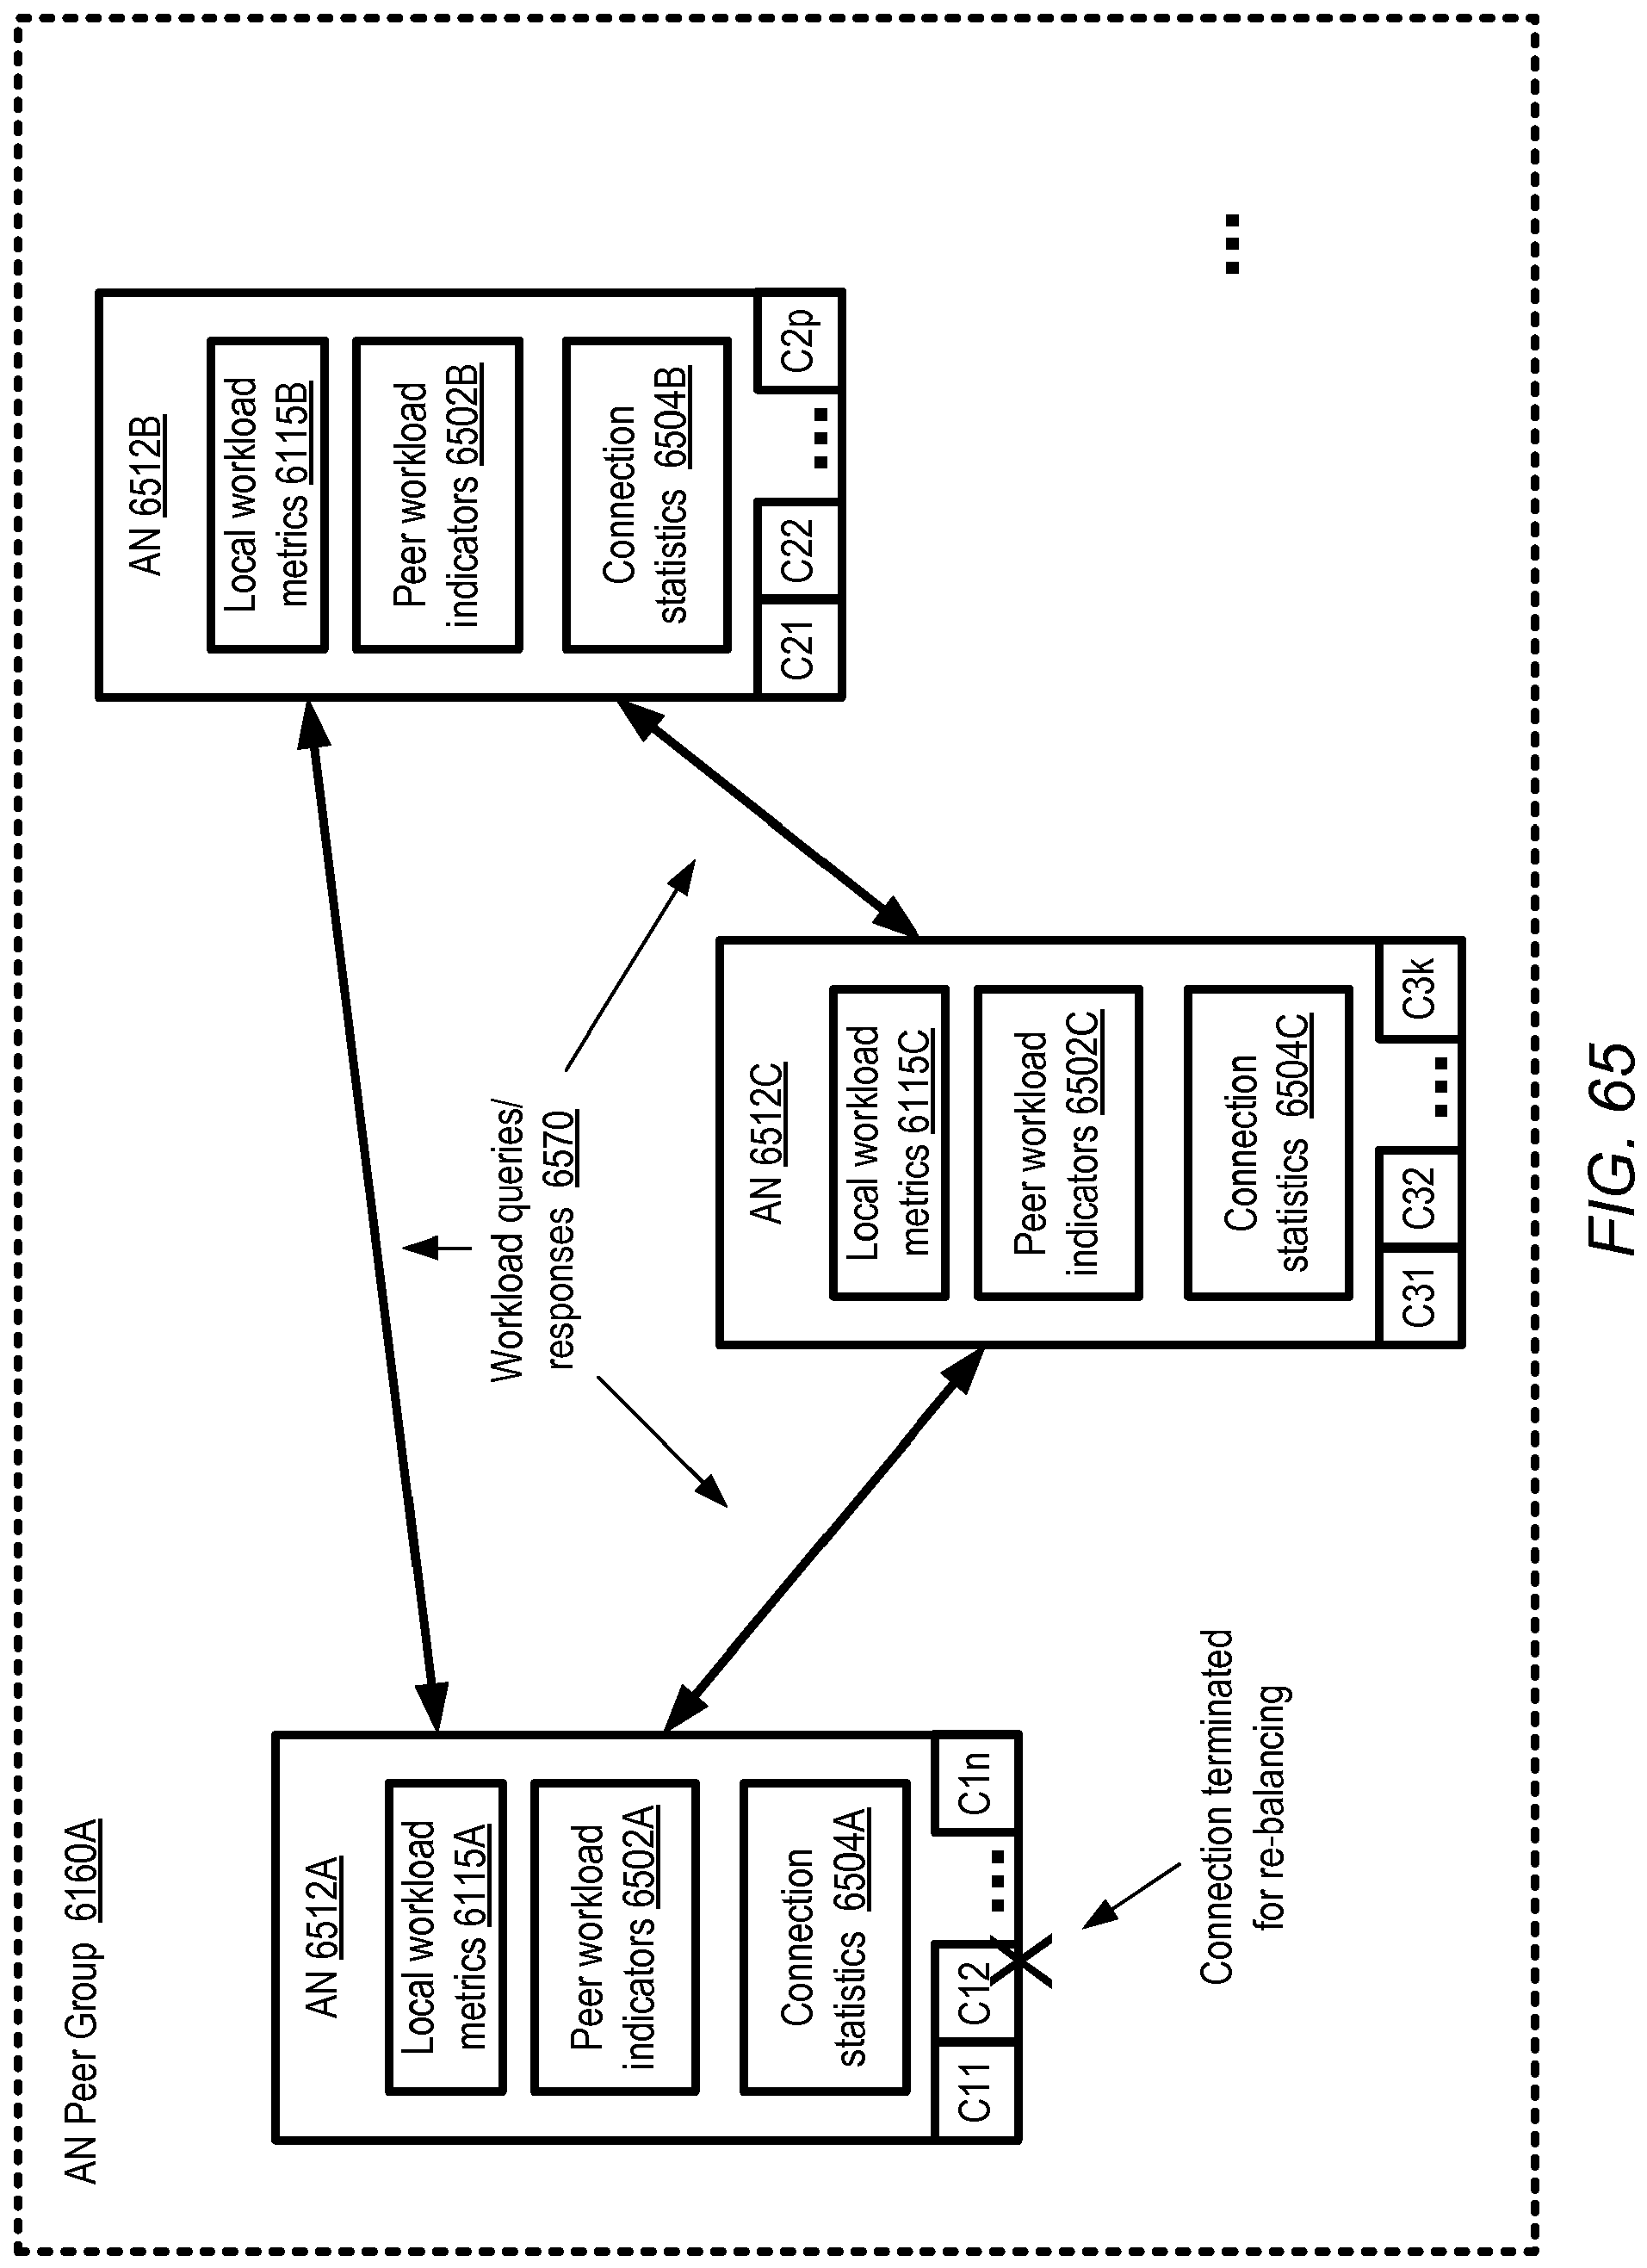 AN Peer Group 6160A
AN 6512A
Local workload
metrics 6115A
Peer workload
indicators 6502A
Connection
statistics 6504A
C11
C12
...
C1n
Connection terminated
for re-balancing
Workload queries/
responses 6570
AN 6512B
Local workload
metrics 6115B
Peer workload
indicators 6502B
Connection
statistics 6504B
C21
C22
...
C2p
AN 6512C
Local workload
metrics 6115C
Peer workload
indicators 6502C
Connection
statistics 6504C
C31
C32
...
C3k
...
FIG. 65